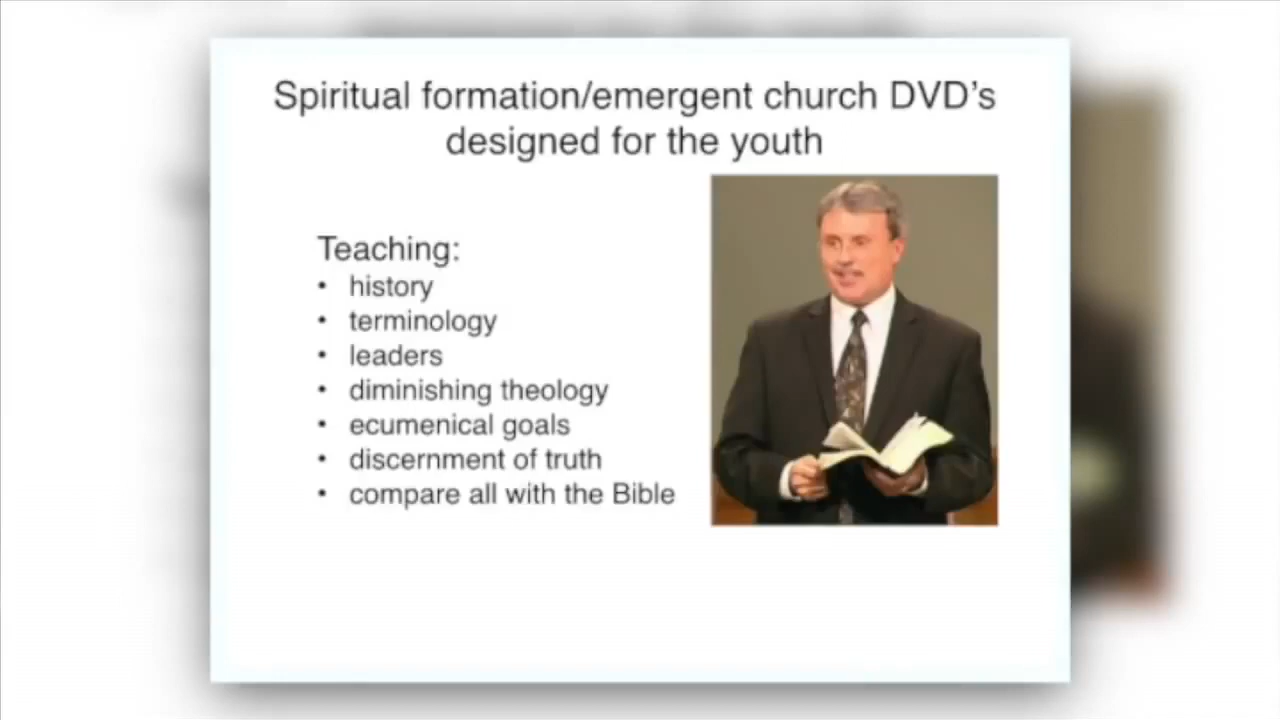 Spiritual formation/emergent church DVD's
designed for the youth
Teaching:
• history
• terminology
• leaders
• diminishing theology
• ecumenical goals
• discernment of truth
• compare all with the Bible